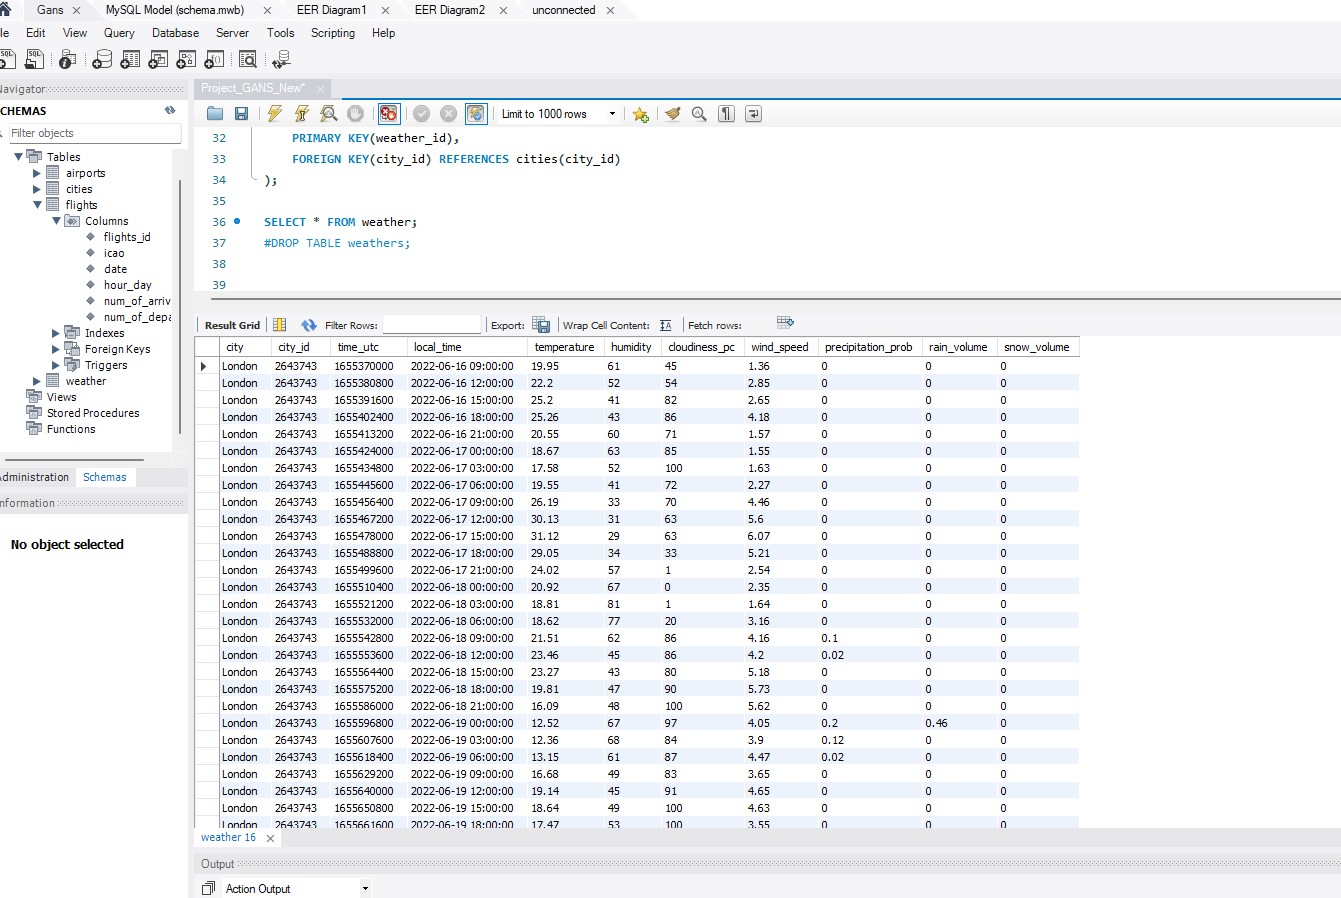 Gans
MySQL Model (schema.mwb)
EER Diagram1
EER Diagram2
unconnected
le Edit View Query Database Server Tools Scripting Help
Navigator
Project_GANS_New*
CHEMAS
Filter objects
Limit to 1000 rows
Tables
airports
cities
flights
Columns
flights_id
icao
date
hour_day
num_of_arriv
num_of_depa
Indexes
Foreign Keys
Triggers
weather
Views
Stored Procedures
Functions
Administration Schemas
nformation
No object selected
32 PRIMARY KEY(weather_id),
33 FOREIGN KEY(city_id) REFERENCES cities(city_id)
34 );
35
36 SELECT * FROM weather;
37 #DROP TABLE weathers;
38
39
Result Grid Filter Rows: Export: Wrap Cell Content: IA Fetch rows:
city city_id time_utc local_time temperature humidity cloudiness_pc wind_speed precipitation_prob rain_volume snow_volume
London 2643743 1655370000 2022-06-16 09:00:00 19.95 61 45 1.36 0 0 0
London 2643743 1655380800 2022-06-16 12:00:00 22.2 52 54 2.85 0 0 0
London 2643743 1655391600 2022-06-16 15:00:00 25.2 41 82 2.65 0 0 0
London 2643743 1655402400 2022-06-16 18:00:00 25.26 43 86 4.18 0 0 0
London 2643743 1655413200 2022-06-16 21:00:00 20.55 60 71 1.57 0 0 0
London 2643743 1655424000 2022-06-17 00:00:00 18.67 63 85 1.55 0 0 0
London 2643743 1655434800 2022-06-17 03:00:00 17.58 52 100 1.63 0 0 0
London 2643743 1655445600 2022-06-17 06:00:00 19.55 41 72 2.27 0 0 0
London 2643743 1655456400 2022-06-17 09:00:00 26.19 33 70 4.46 0 0 0
London 2643743 1655467200 2022-06-17 12:00:00 30.13 31 63 5.6 0 0 0
London 2643743 1655478000 2022-06-17 15:00:00 31.12 29 63 6.07 0 0 0
London 2643743 1655488800 2022-06-17 18:00:00 29.05 34 33 5.21 0 0 0
London 2643743 1655499600 2022-06-17 21:00:00 24.02 57 1 2.54 0 0 0
London 2643743 1655510400 2022-06-18 00:00:00 20.92 67 0 2.35 0 0 0
London 2643743 1655521200 2022-06-18 03:00:00 18.81 81 1 1.64 0 0 0
London 2643743 1655532000 2022-06-18 06:00:00 18.62 77 20 3.16 0 0 0
London 2643743 1655542800 2022-06-18 09:00:00 21.51 62 86 4.16 0.1 0 0
London 2643743 1655553600 2022-06-18 12:00:00 23.46 45 86 4.2 0.02 0 0
London 2643743 1655564400 2022-06-18 15:00:00 23.27 43 80 5.18 0 0 0
London 2643743 1655575200 2022-06-18 18:00:00 19.81 47 90 5.73 0 0 0
London 2643743 1655586000 2022-06-18 21:00:00 16.09 48 100 5.62 0 0 0
London 2643743 1655596800 2022-06-19 00:00:00 12.52 67 97 4.05 0.2 0.46 0
London 2643743 1655607600 2022-06-19 03:00:00 12.36 68 84 3.9 0.12 0 0
London 2643743 1655618400 2022-06-19 06:00:00 13.15 61 87 4.47 0.02 0 0
London 2643743 1655629200 2022-06-19 09:00:00 16.68 49 83 3.65 0 0 0
London 2643743 1655640000 2022-06-19 12:00:00 19.14 45 91 4.65 0 0 0
London 2643743 1655650800 2022-06-19 15:00:00 18.64 49 100 4.63 0 0 0
London 2643743 1655661600 2022-06-19 18:00:00 17.47 53 100 3.55 0 0 0
weather 16
Output
Action Output